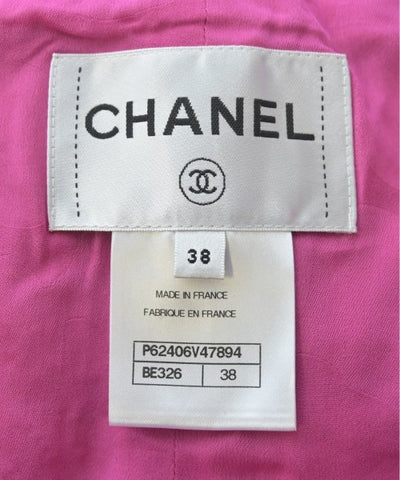 CHANEL
38
MADE IN FRANCE
FABRIQUE EN FRANCE
P62406V47894
BE326 38